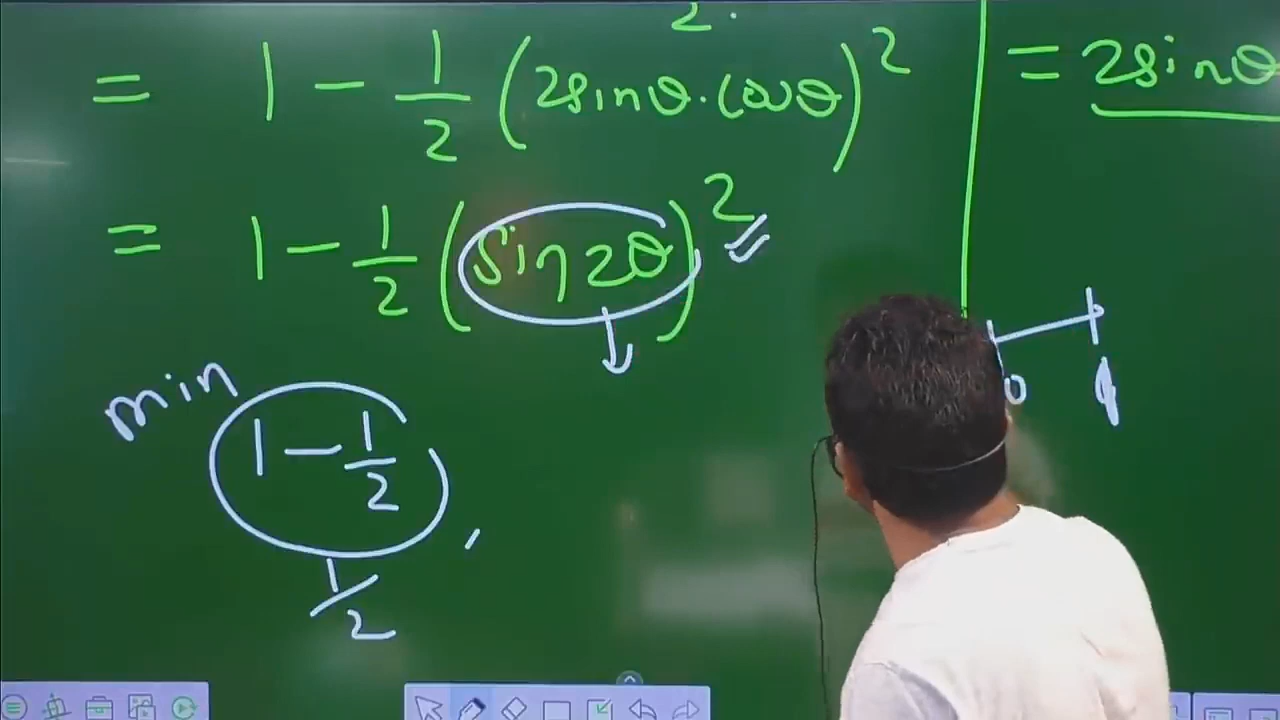 2.
= 1 - 1/2 (2sinθ.cosθ)²
= 2sinθ
= 1 - 1/2 (sin2θ)²
min 1 - 1/2 ,
1/2
0 1